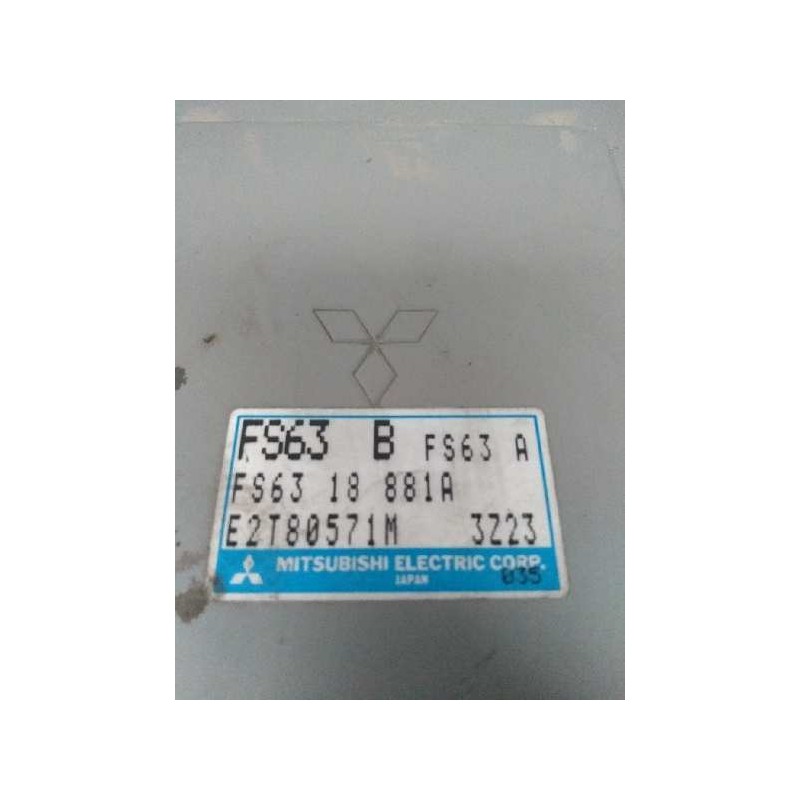 FS63 B FS63 A
FS63 18 881A
E2T80571M 3Z23
MITSUBISHI ELECTRIC CORP.
JAPAN 035